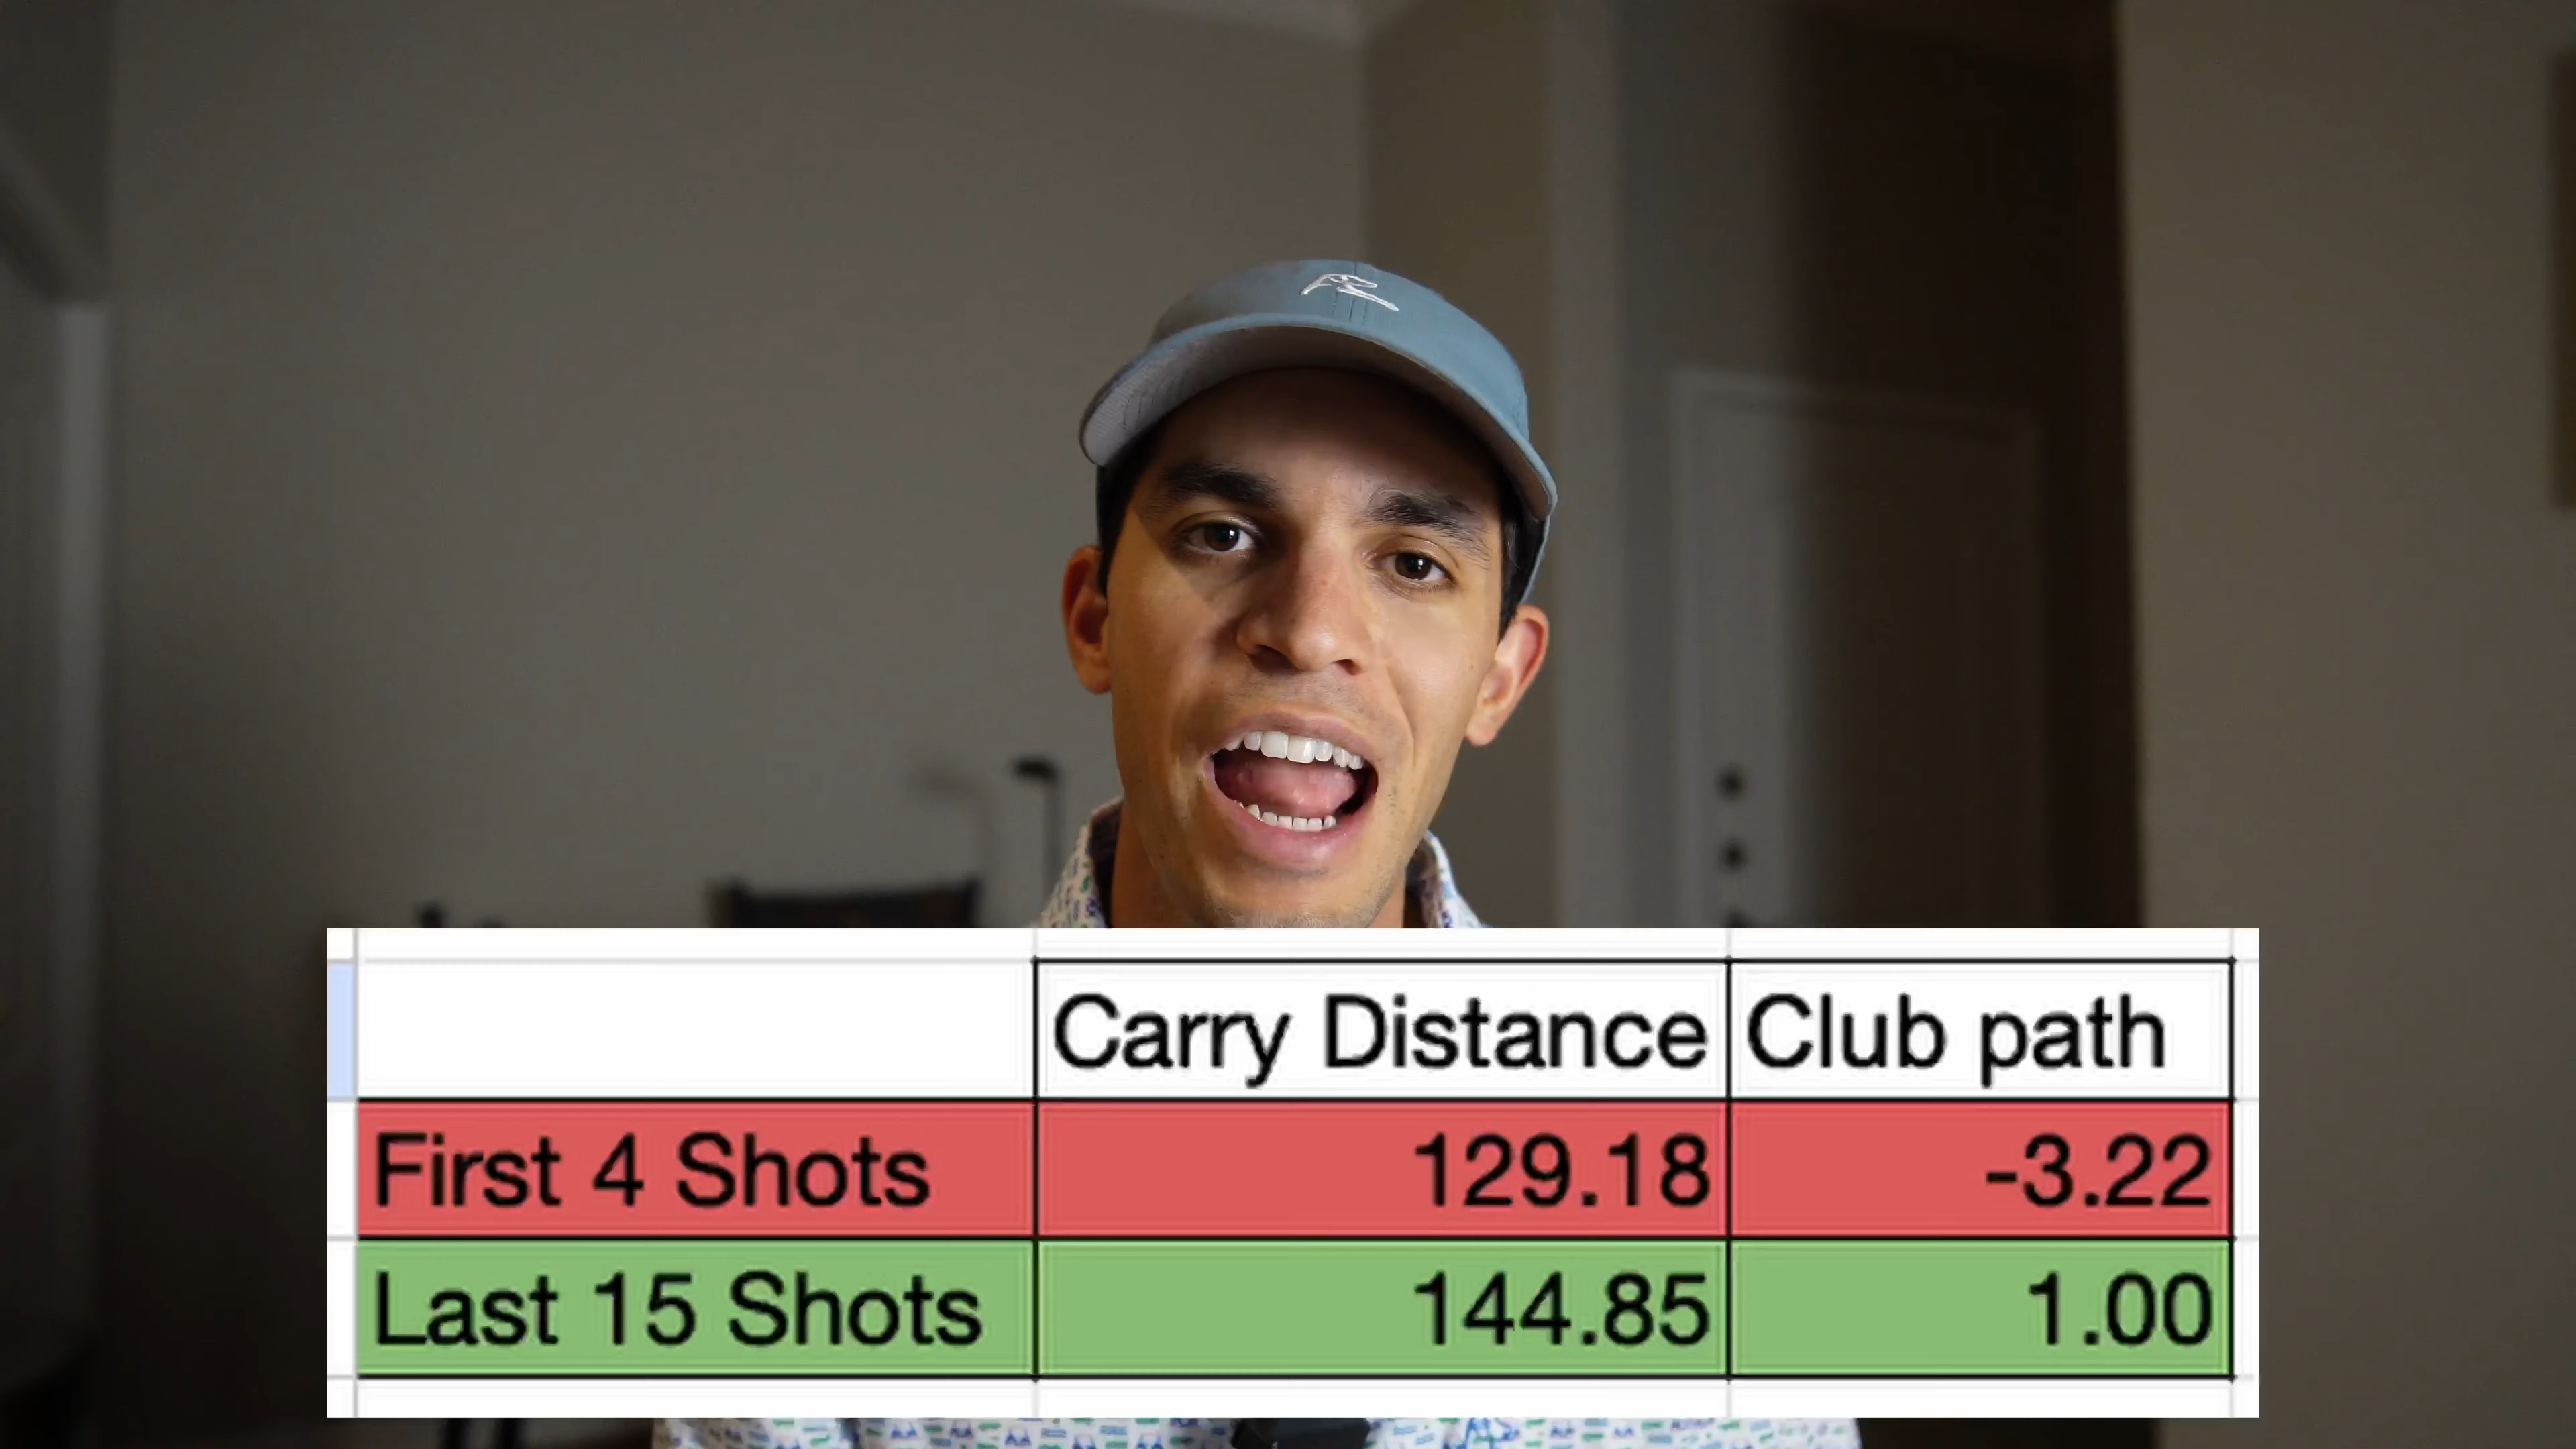 Carry Distance Club path
First 4 Shots 129.18 -3.22
Last 15 Shots 144.85 1.00